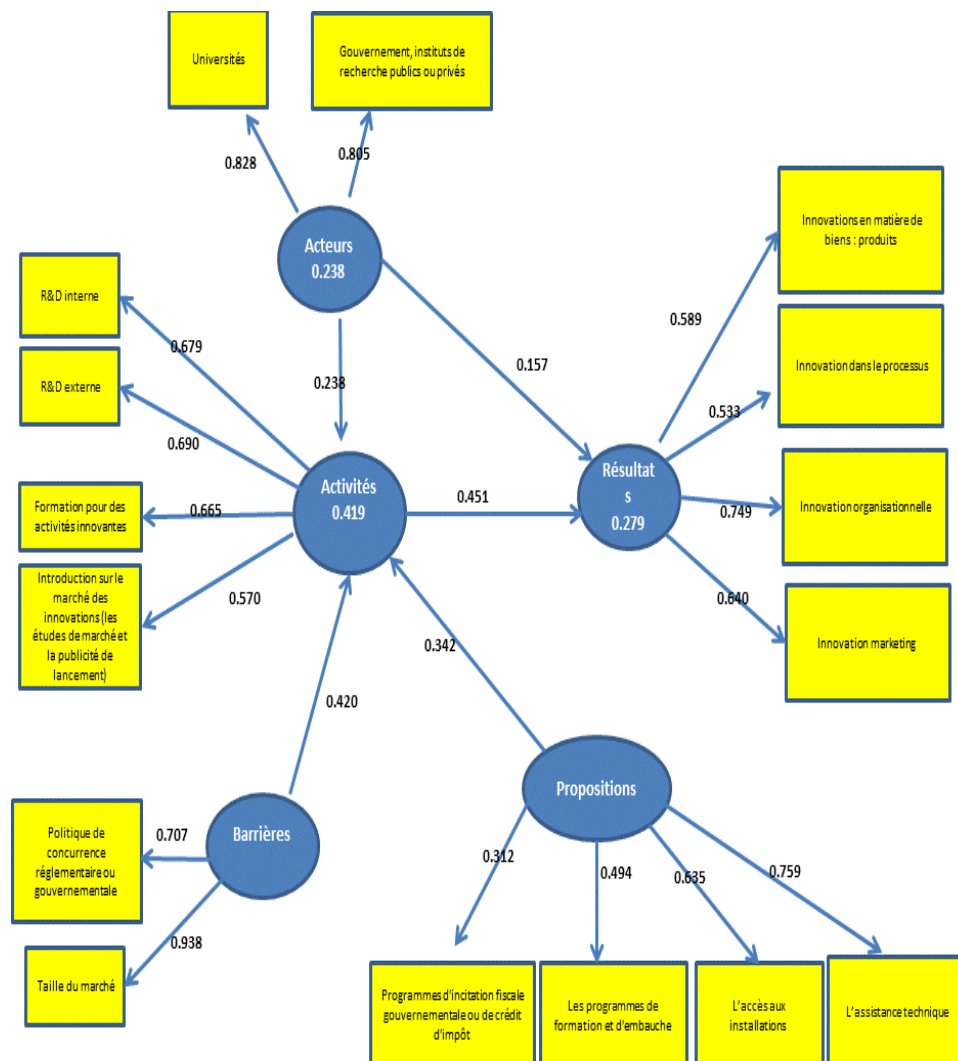 Universités
Gouvernement, instituts de
recherche publics ou privés
0.828
0.805
Acteurs
0.238
Innovations en matière de
biens : produits
R&D interne
0.679
0.589
R&D externe
0.238
0.157
Innovation dans le processus
0.533
0.690
Activités
0.419
Résultat
s
0.279
Formation pour des
activités innovantes
0.665
0.451
0.749
Innovation organisationnelle
Introduction sur le
marché des
innovations (les
études de marché et
la publicité de
lancement)
0.570
0.640
Innovation marketing
0.342
0.420
Propositions
Barrières
Politique de
concurrence
réglementaire ou
gouvernementale
0.707
0.312
0.494
0.635
0.759
0.938
Taille du marché
Programmes d'incitation fiscale
gouvernementale ou de crédit
d'impôt
Les programmes de
formation et d'embauche
L'accès aux
installations
L'assistance technique